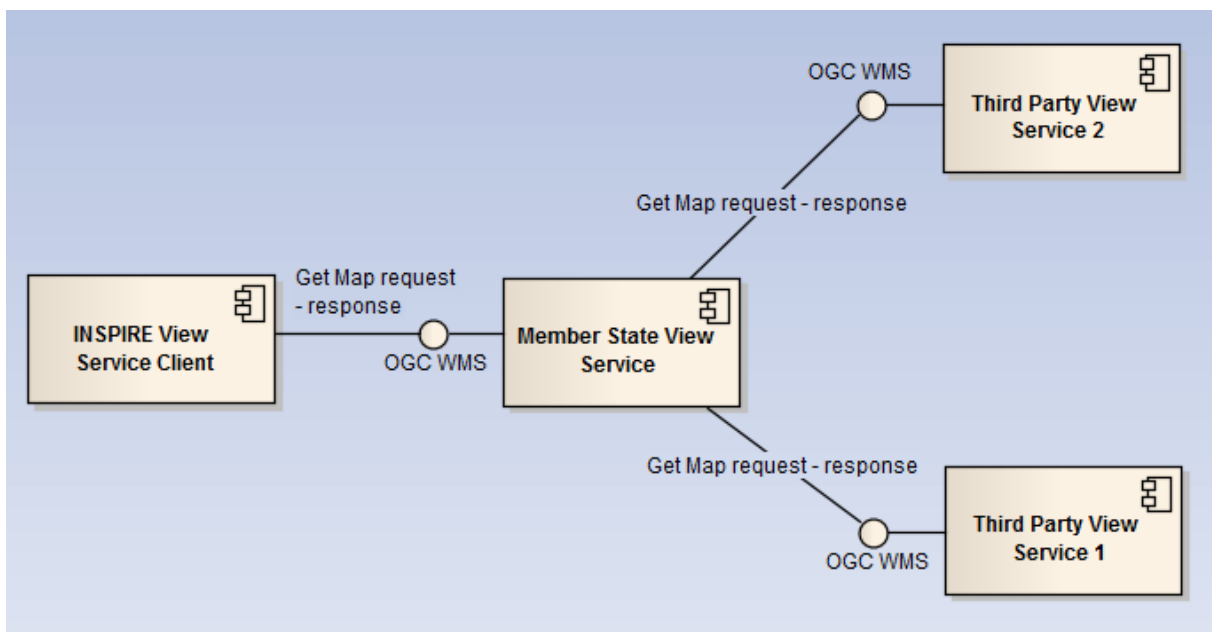 OGC WMS
Third Party View
Service 2
Get Map request - response
Get Map request
- response
INSPIRE View
Service Client
OGC WMS
Member State View
Service
Get Map request - response
Third Party View
Service 1
OGC WMS